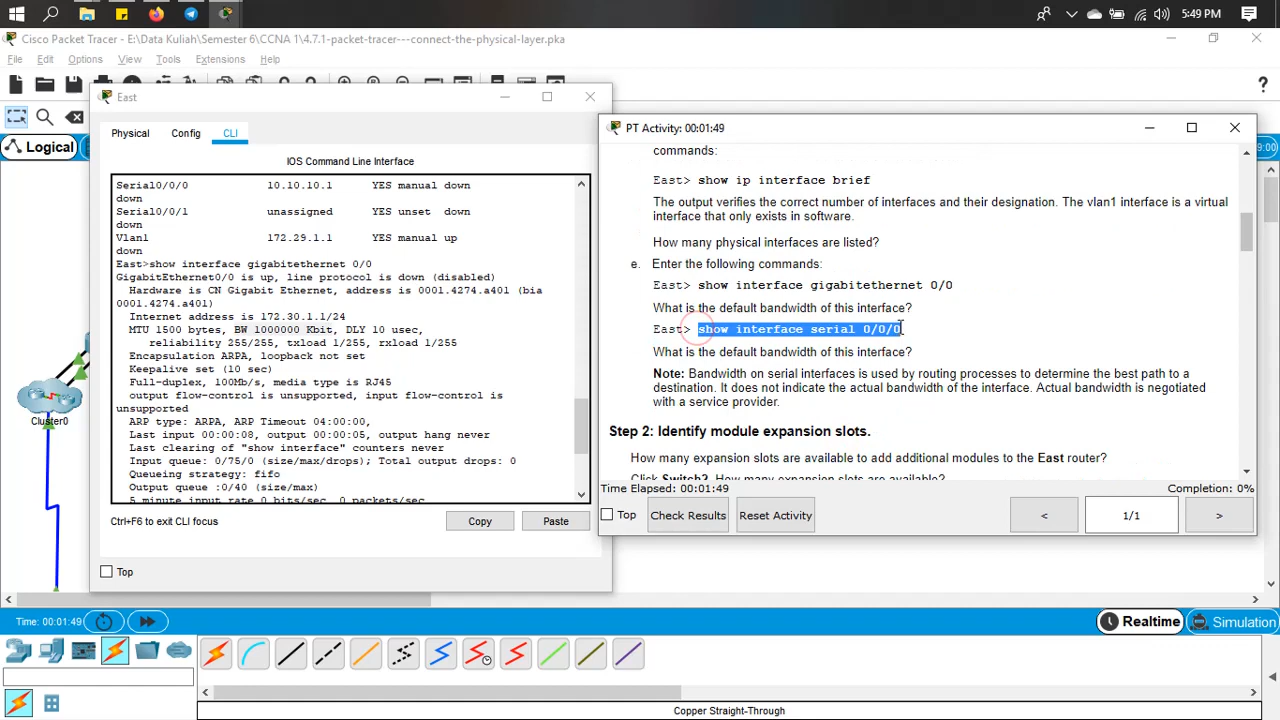 5:49 PM
Cisco Packet Tracer - E:\Data Kuliah\Semester 6\CCNA 1\4.7.1-packet-tracer---connect-the-physical-layer.pka
File Edit Options View Tools Extensions Help
Logical
9:00
Cluster0
East
Physical Config CLI
IOS Command Line Interface
Serial0/0/0 10.10.10.1 YES manual down
down
Serial0/0/1 unassigned YES unset down
down
Vlan1 172.29.1.1 YES manual up
down
East>show interface gigabitethernet 0/0
GigabitEthernet0/0 is up, line protocol is down (disabled)
Hardware is CN Gigabit Ethernet, address is 0001.4274.a401 (bia
0001.4274.a401)
Internet address is 172.30.1.1/24
MTU 1500 bytes, BW 1000000 Kbit, DLY 10 usec,
reliability 255/255, txload 1/255, rxload 1/255
Encapsulation ARPA, loopback not set
Keepalive set (10 sec)
Full-duplex, 100Mb/s, media type is RJ45
output flow-control is unsupported, input flow-control is
unsupported
ARP type: ARPA, ARP Timeout 04:00:00,
Last input 00:00:08, output 00:00:05, output hang never
Last clearing of "show interface" counters never
Input queue: 0/75/0 (size/max/drops); Total output drops: 0
Queueing strategy: fifo
Output queue :0/40 (size/max)
5 minute input rate 0 bits/sec, 0 packets/sec
Ctrl+F6 to exit CLI focus
Copy
Paste
Top
PT Activity: 00:01:49
commands:
East> show ip interface brief
The output verifies the correct number of interfaces and their designation. The vlan1 interface is a virtual
interface that only exists in software.
How many physical interfaces are listed?
e. Enter the following commands:
East> show interface gigabitethernet 0/0
What is the default bandwidth of this interface?
East> show interface serial 0/0/0
What is the default bandwidth of this interface?
Note: Bandwidth on serial interfaces is used by routing processes to determine the best path to a
destination. It does not indicate the actual bandwidth of the interface. Actual bandwidth is negotiated
with a service provider.
Step 2: Identify module expansion slots.
How many expansion slots are available to add additional modules to the East router?
Click Switch2. How many expansion slots are available?
Time Elapsed: 00:01:49 Completion: 0%
Top Check Results Reset Activity < 1/1 >
Time: 00:01:49
Realtime Simulation
Copper Straight-Through